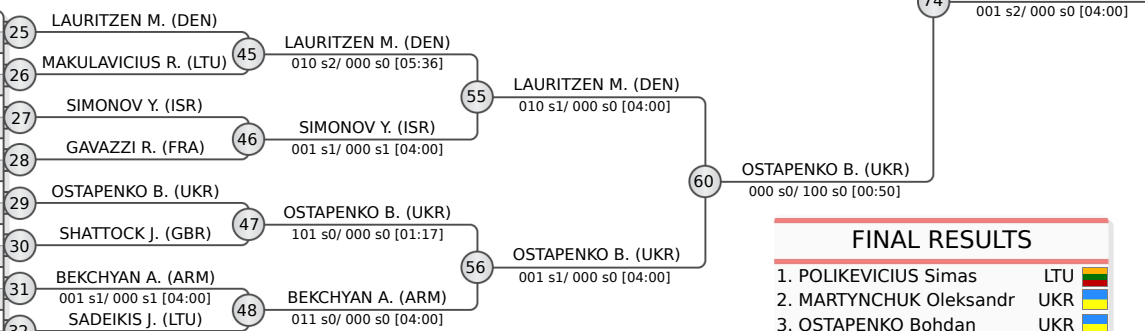 74
001 s2/ 000 s0 [04:00]
25
LAURITZEN M. (DEN)
45
LAURITZEN M. (DEN)
010 s2/ 000 s0 [05:36]
26
MAKULAVICIUS R. (LTU)
55
LAURITZEN M. (DEN)
010 s1/ 000 s0 [04:00]
27
SIMONOV Y. (ISR)
46
SIMONOV Y. (ISR)
001 s1/ 000 s1 [04:00]
28
GAVAZZI R. (FRA)
60
OSTAPENKO B. (UKR)
000 s0/ 100 s0 [00:50]
29
OSTAPENKO B. (UKR)
47
OSTAPENKO B. (UKR)
101 s0/ 000 s0 [01:17]
30
SHATTOCK J. (GBR)
56
OSTAPENKO B. (UKR)
001 s1/ 000 s0 [04:00]
31
BEKCHYAN A. (ARM)
001 s1/ 000 s1 [04:00]
48
BEKCHYAN A. (ARM)
011 s0/ 000 s0 [04:00]
32
SADEIKIS J. (LTU)
FINAL RESULTS
1. POLIKEVICIUS Simas LTU
2. MARTYNCHUK Oleksandr UKR
3. OSTAPENKO Bohdan UKR